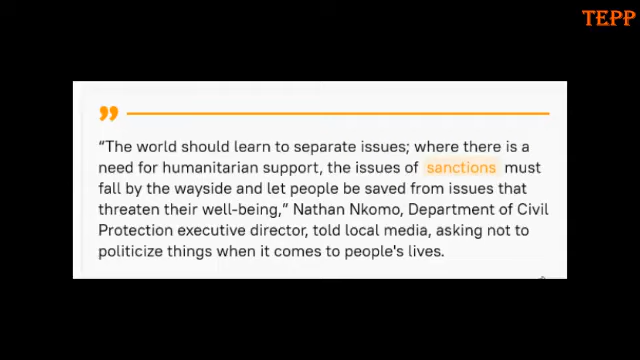 TEPP
”
“The world should learn to separate issues; where there is a
need for humanitarian support, the issues of sanctions must
fall by the wayside and let people be saved from issues that
threaten their well-being,” Nathan Nkomo, Department of Civil
Protection executive director, told local media, asking not to
politicize things when it comes to people's lives.